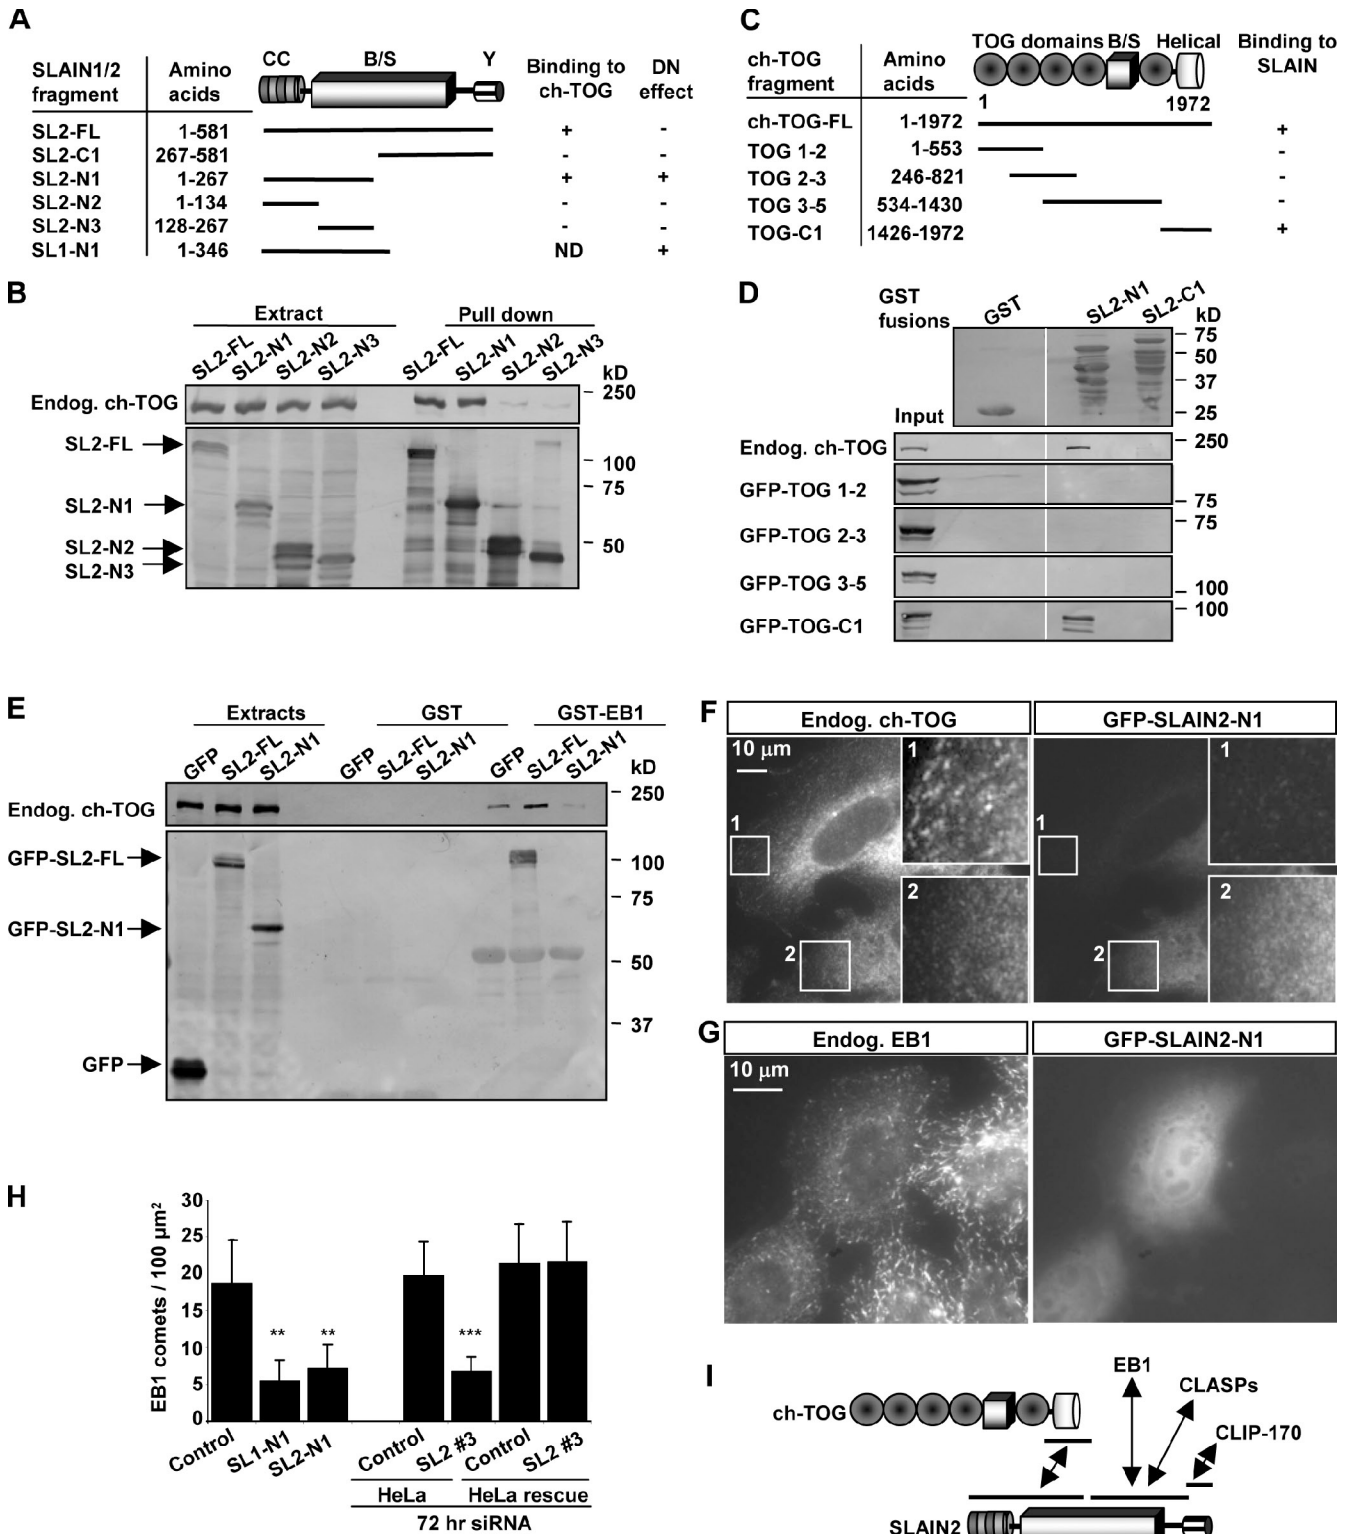 A
SLAIN1/2 fragment
Amino acids
CC B/S Y
Binding to ch-TOG
DN effect
SL2-FL 1-581 + -
SL2-C1 267-581 - -
SL2-N1 1-267 + +
SL2-N2 1-134 - -
SL2-N3 128-267 - -
SL1-N1 1-346 ND +
B
Extract Pull down
SL2-FL SL2-N1 SL2-N2 SL2-N3 SL2-FL SL2-N1 SL2-N2 SL2-N3
kD
Endog. ch-TOG 250
SL2-FL
100
75
SL2-N1
SL2-N2 50
SL2-N3
C
ch-TOG fragment
Amino acids
TOG domains B/S Helical
1 1972
Binding to SLAIN
ch-TOG-FL 1-1972 +
TOG 1-2 1-553 -
TOG 2-3 246-821 -
TOG 3-5 534-1430 -
TOG-C1 1426-1972 +
D
GST fusions
GST SL2-N1 SL2-C1
kD
75
50
37
25
Input
Endog. ch-TOG 250
GFP-TOG 1-2 75
GFP-TOG 2-3 75
GFP-TOG 3-5 100
GFP-TOG-C1 100
E
Extracts GST GST-EB1
GFP SL2-FL SL2-N1 GFP SL2-FL SL2-N1 GFP SL2-FL SL2-N1
kD
Endog. ch-TOG 250
GFP-SL2-FL 100
75
GFP-SL2-N1
50
37
GFP
F
Endog. ch-TOG GFP-SLAIN2-N1
10 µm
1 1 1 1
2 2 2 2
G
Endog. EB1 GFP-SLAIN2-N1
10 µm
H
EB1 comets / 100 µm²
30
25
20
15
10
5
0
** ** ***
Control SL1-N1 SL2-N1 Control SL2 #3 Control SL2 #3
HeLa HeLa rescue
72 hr siRNA
I
EB1
CLASPs
ch-TOG
CLIP-170
SLAIN2